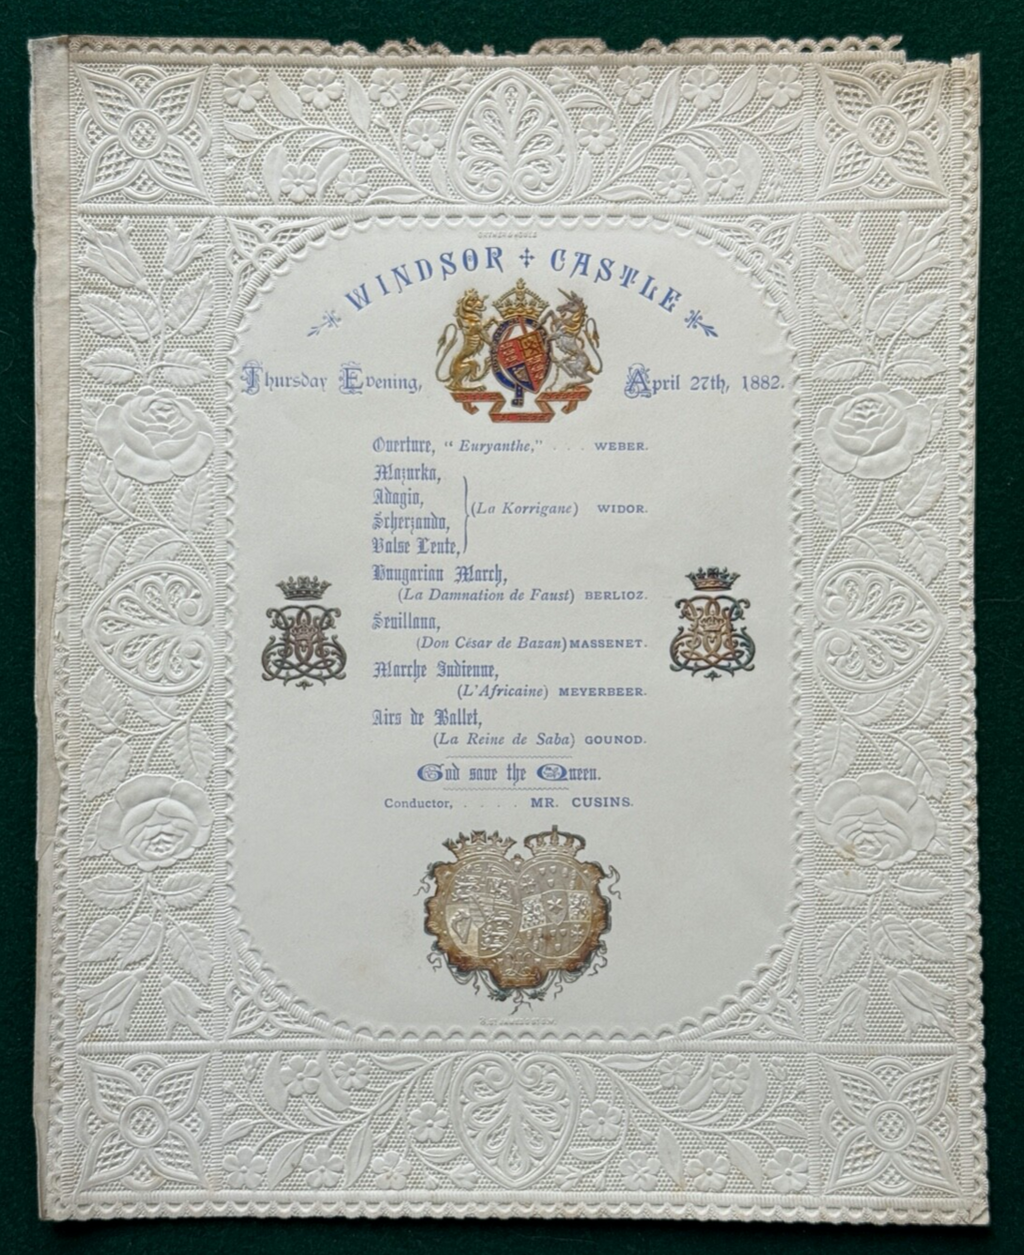 WINDSOR ✢ CASTLE
Thursday Evening, April 27th, 1882.
Overture, "Euryanthe," . . . WEBER.
Mazurka,
Adagio,
Scherzando,
Valse Lente,
(La Korrigane) WIDOR.
Hungarian March,
(La Damnation de Faust) BERLIOZ.
Sevillana,
(Don César de Bazan) MASSENET.
Marche Indienne,
(L'Africaine) MEYERBEER.
Airs de Ballet,
(La Reine de Saba) GOUNOD.
God save the Queen.
Conductor, . . . . MR. CUSINS.